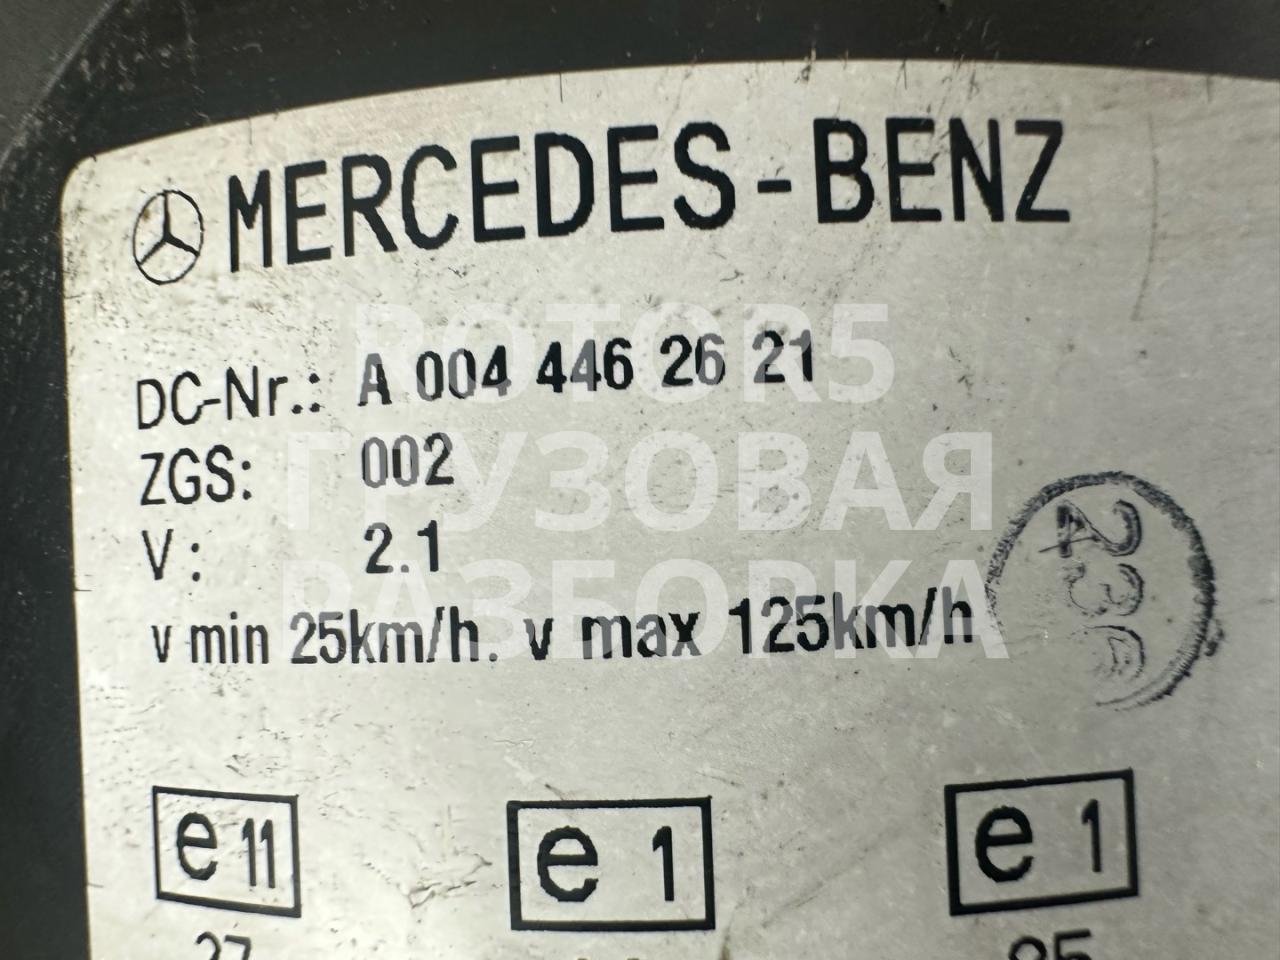 MERCEDES-BENZ
DC-Nr.: A 004 446 26 21
ZGS: 002
V: 2.1
v min 25km/h. v max 125km/h
ROTOR5
ГРУЗОВАЯ
РАЗБОРКА
e11
e 1
e 1